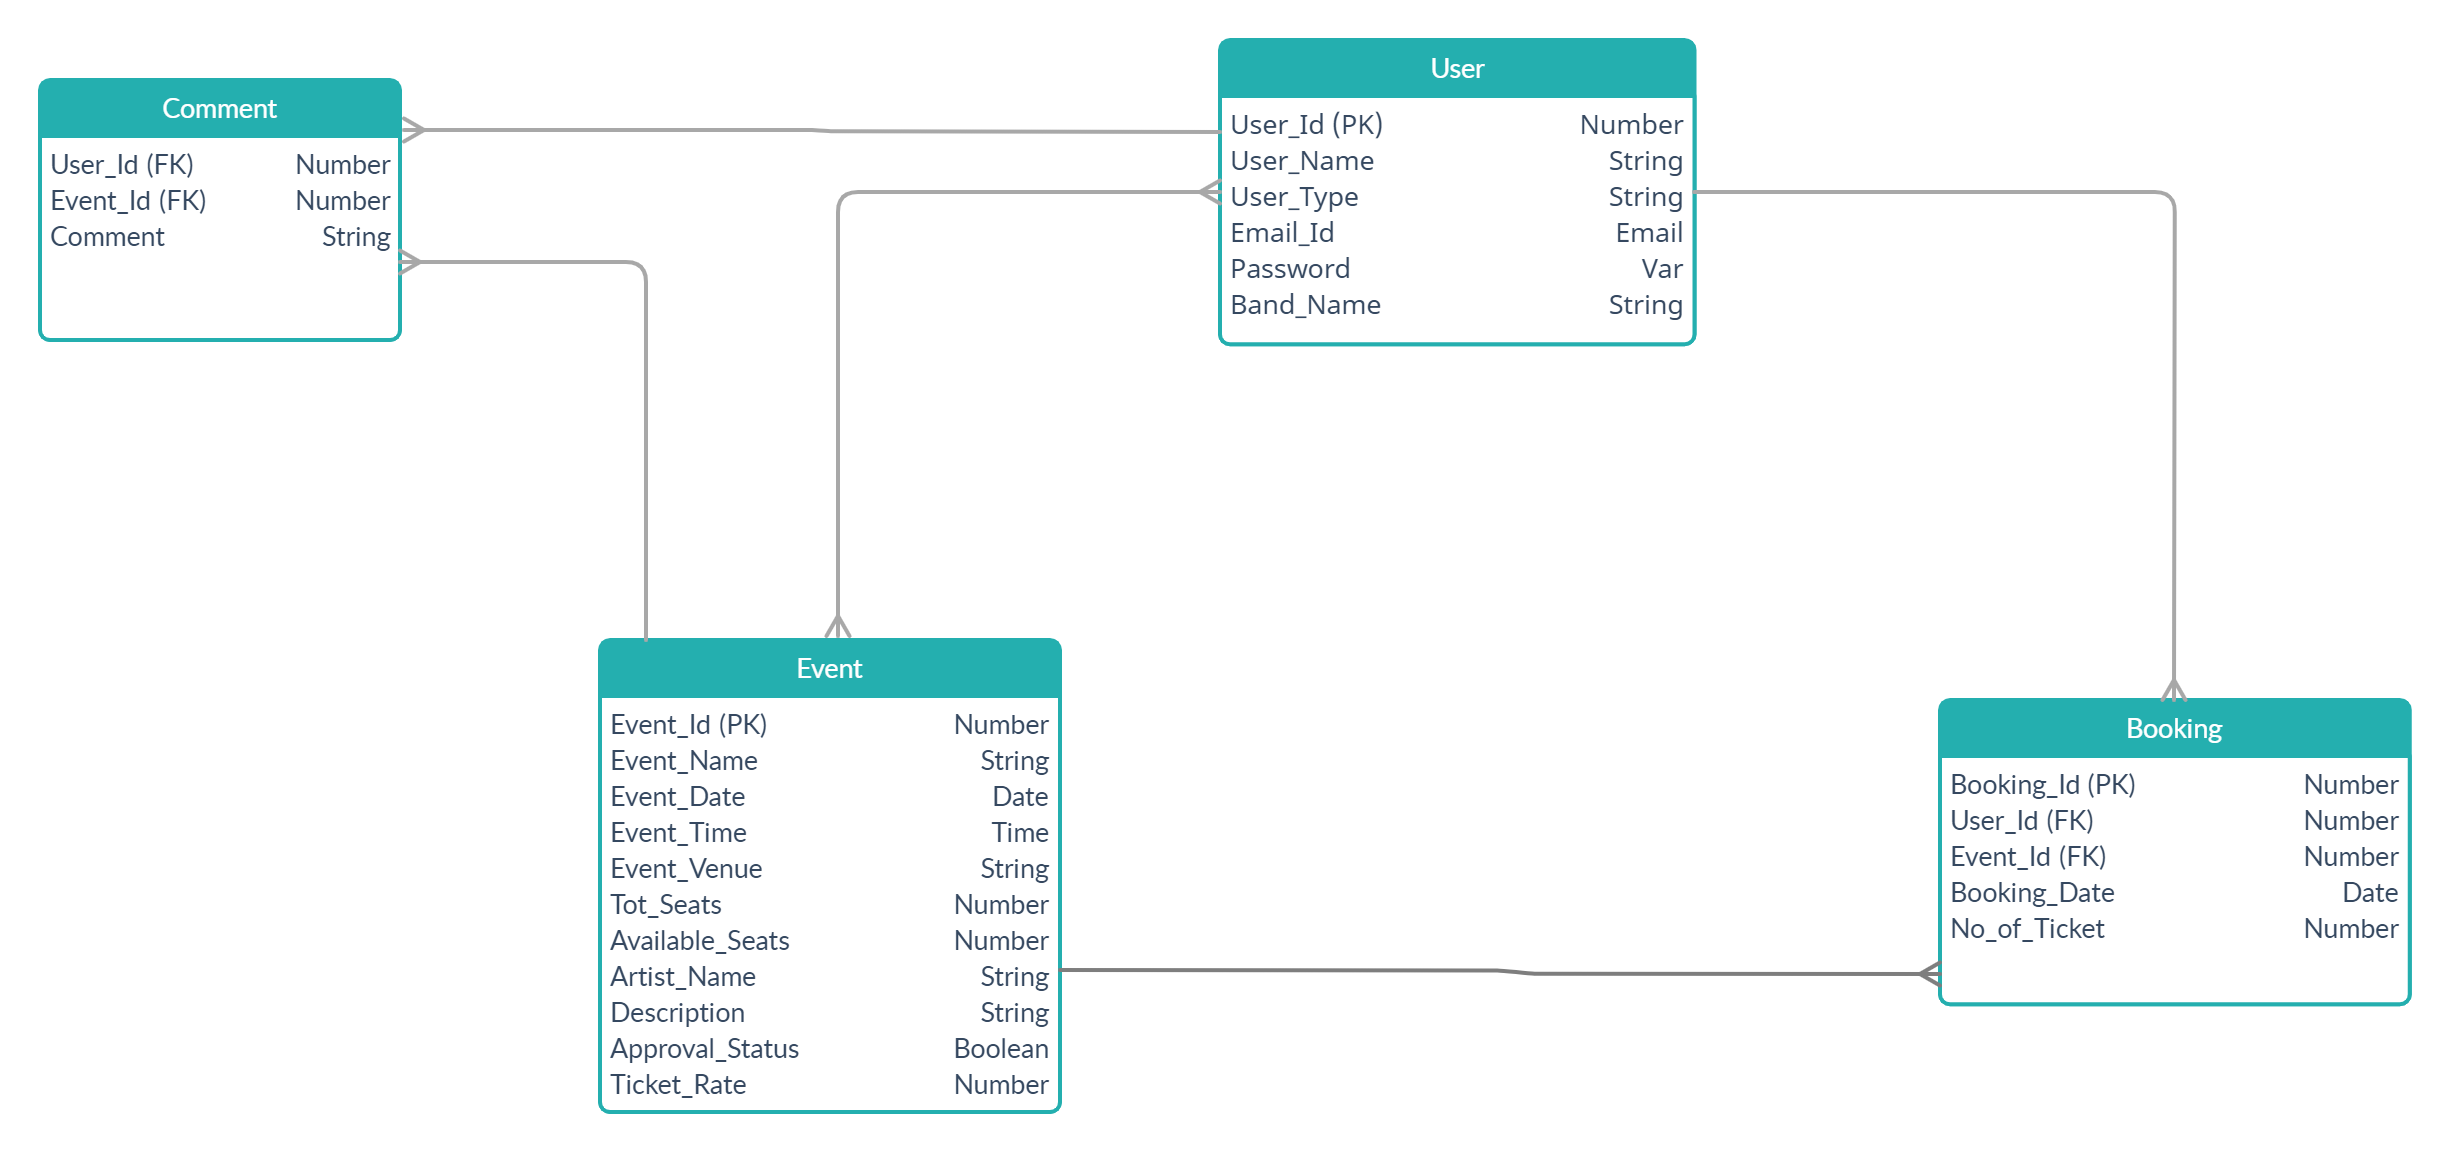 Comment
User_Id (FK) Number
Event_Id (FK) Number
Comment String
User
User_Id (PK) Number
User_Name String
User_Type String
Email_Id Email
Password Var
Band_Name String
Event
Event_Id (PK) Number
Event_Name String
Event_Date Date
Event_Time Time
Event_Venue String
Tot_Seats Number
Available_Seats Number
Artist_Name String
Description String
Approval_Status Boolean
Ticket_Rate Number
Booking
Booking_Id (PK) Number
User_Id (FK) Number
Event_Id (FK) Number
Booking_Date Date
No_of_Ticket Number